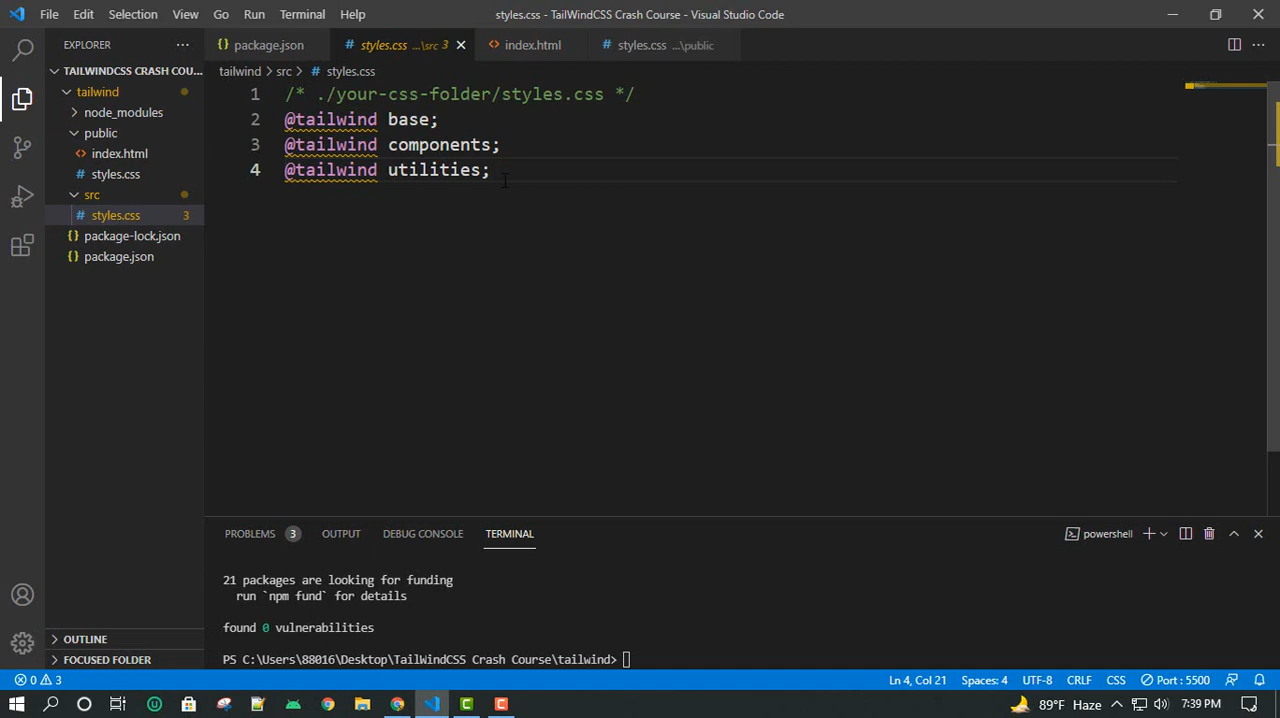 File Edit Selection View Go Run Terminal Help
styles.css - TailWindCSS Crash Course - Visual Studio Code
EXPLORER
package.json
styles.css ...\src 3
index.html
styles.css ...\public
TAILWINDCSS CRASH COU...
tailwind > src > # styles.css
tailwind
node_modules
public
<> index.html
# styles.css
src
# styles.css 3
{} package-lock.json
{} package.json
1 /* ./your-css-folder/styles.css */
2 @tailwind base;
3 @tailwind components;
4 @tailwind utilities;
PROBLEMS 3 OUTPUT DEBUG CONSOLE TERMINAL
powershell
21 packages are looking for funding
run `npm fund` for details
found 0 vulnerabilities
PS C:\Users\88016\Desktop\TailWindCSS Crash Course\tailwind>
OUTLINE
FOCUSED FOLDER
0 3
Ln 4, Col 21 Spaces: 4 UTF-8 CRLF CSS Port : 5500
89°F Haze 7:39 PM